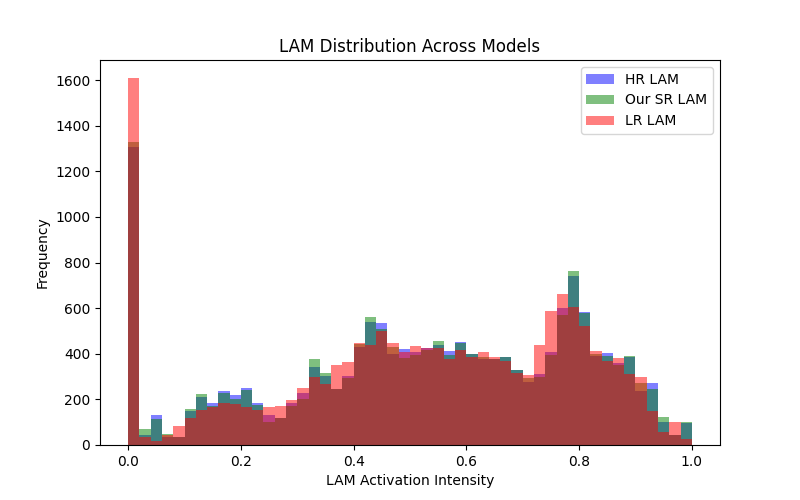 LAM Distribution Across Models
HR LAM
Our SR LAM
LR LAM
Frequency
1600
1400
1200
1000
800
600
400
200
0
0.0 0.2 0.4 0.6 0.8 1.0
LAM Activation Intensity